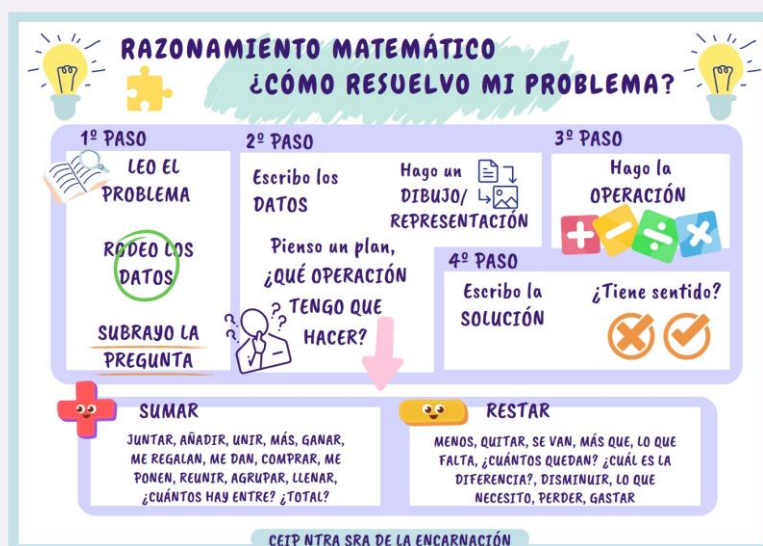 RAZONAMIENTO MATEMÁTICO
¿CÓMO RESUELVO MI PROBLEMA?
1º PASO
LEO EL
PROBLEMA
RODEO LOS
DATOS
SUBRAYO LA
PREGUNTA
2º PASO
Escribo los
DATOS
Hago un
DIBUJO/
REPRESENTACIÓN
Pienso un plan,
¿QUÉ OPERACIÓN
TENGO QUE
HACER?
3º PASO
Hago la
OPERACIÓN
4º PASO
Escribo la
SOLUCIÓN
¿Tiene sentido?
SUMAR
JUNTAR, AÑADIR, UNIR, MÁS, GANAR,
ME REGALAN, ME DAN, COMPRAR, ME
PONEN, REUNIR, AGRUPAR, LLENAR,
¿CUÁNTOS HAY ENTRE? ¿TOTAL?
RESTAR
MENOS, QUITAR, SE VAN, MÁS QUE, LO QUE
FALTA, ¿CUÁNTOS QUEDAN? ¿CUÁL ES LA
DIFERENCIA?, DISMINUIR, LO QUE
NECESITO, PERDER, GASTAR
CEIP NTRA SRA DE LA ENCARNACIÓN